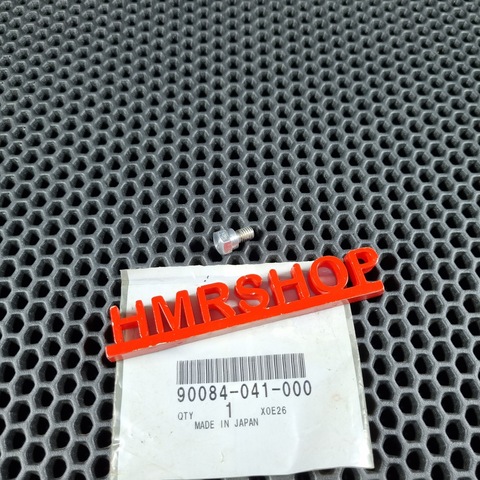 HMRSHOP
90084-041-000
QTY 1 XOE26
MADE IN JAPAN